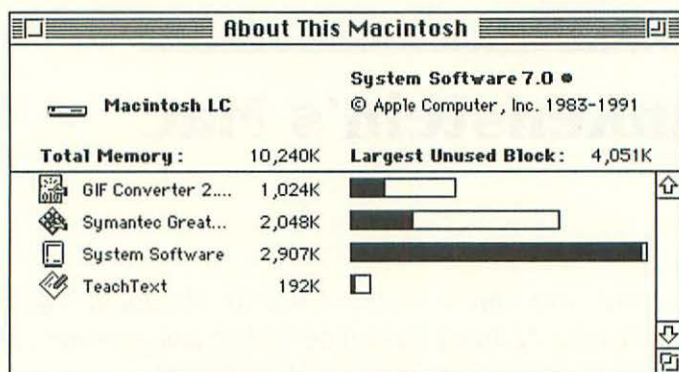 About This Macintosh
System Software 7.0
Macintosh LC
© Apple Computer, Inc. 1983-1991
Total Memory: 10,240K Largest Unused Block: 4,051K
GIF Converter 2.... 1,024K
Symantec Great... 2,048K
System Software 2,907K
TeachText 192K